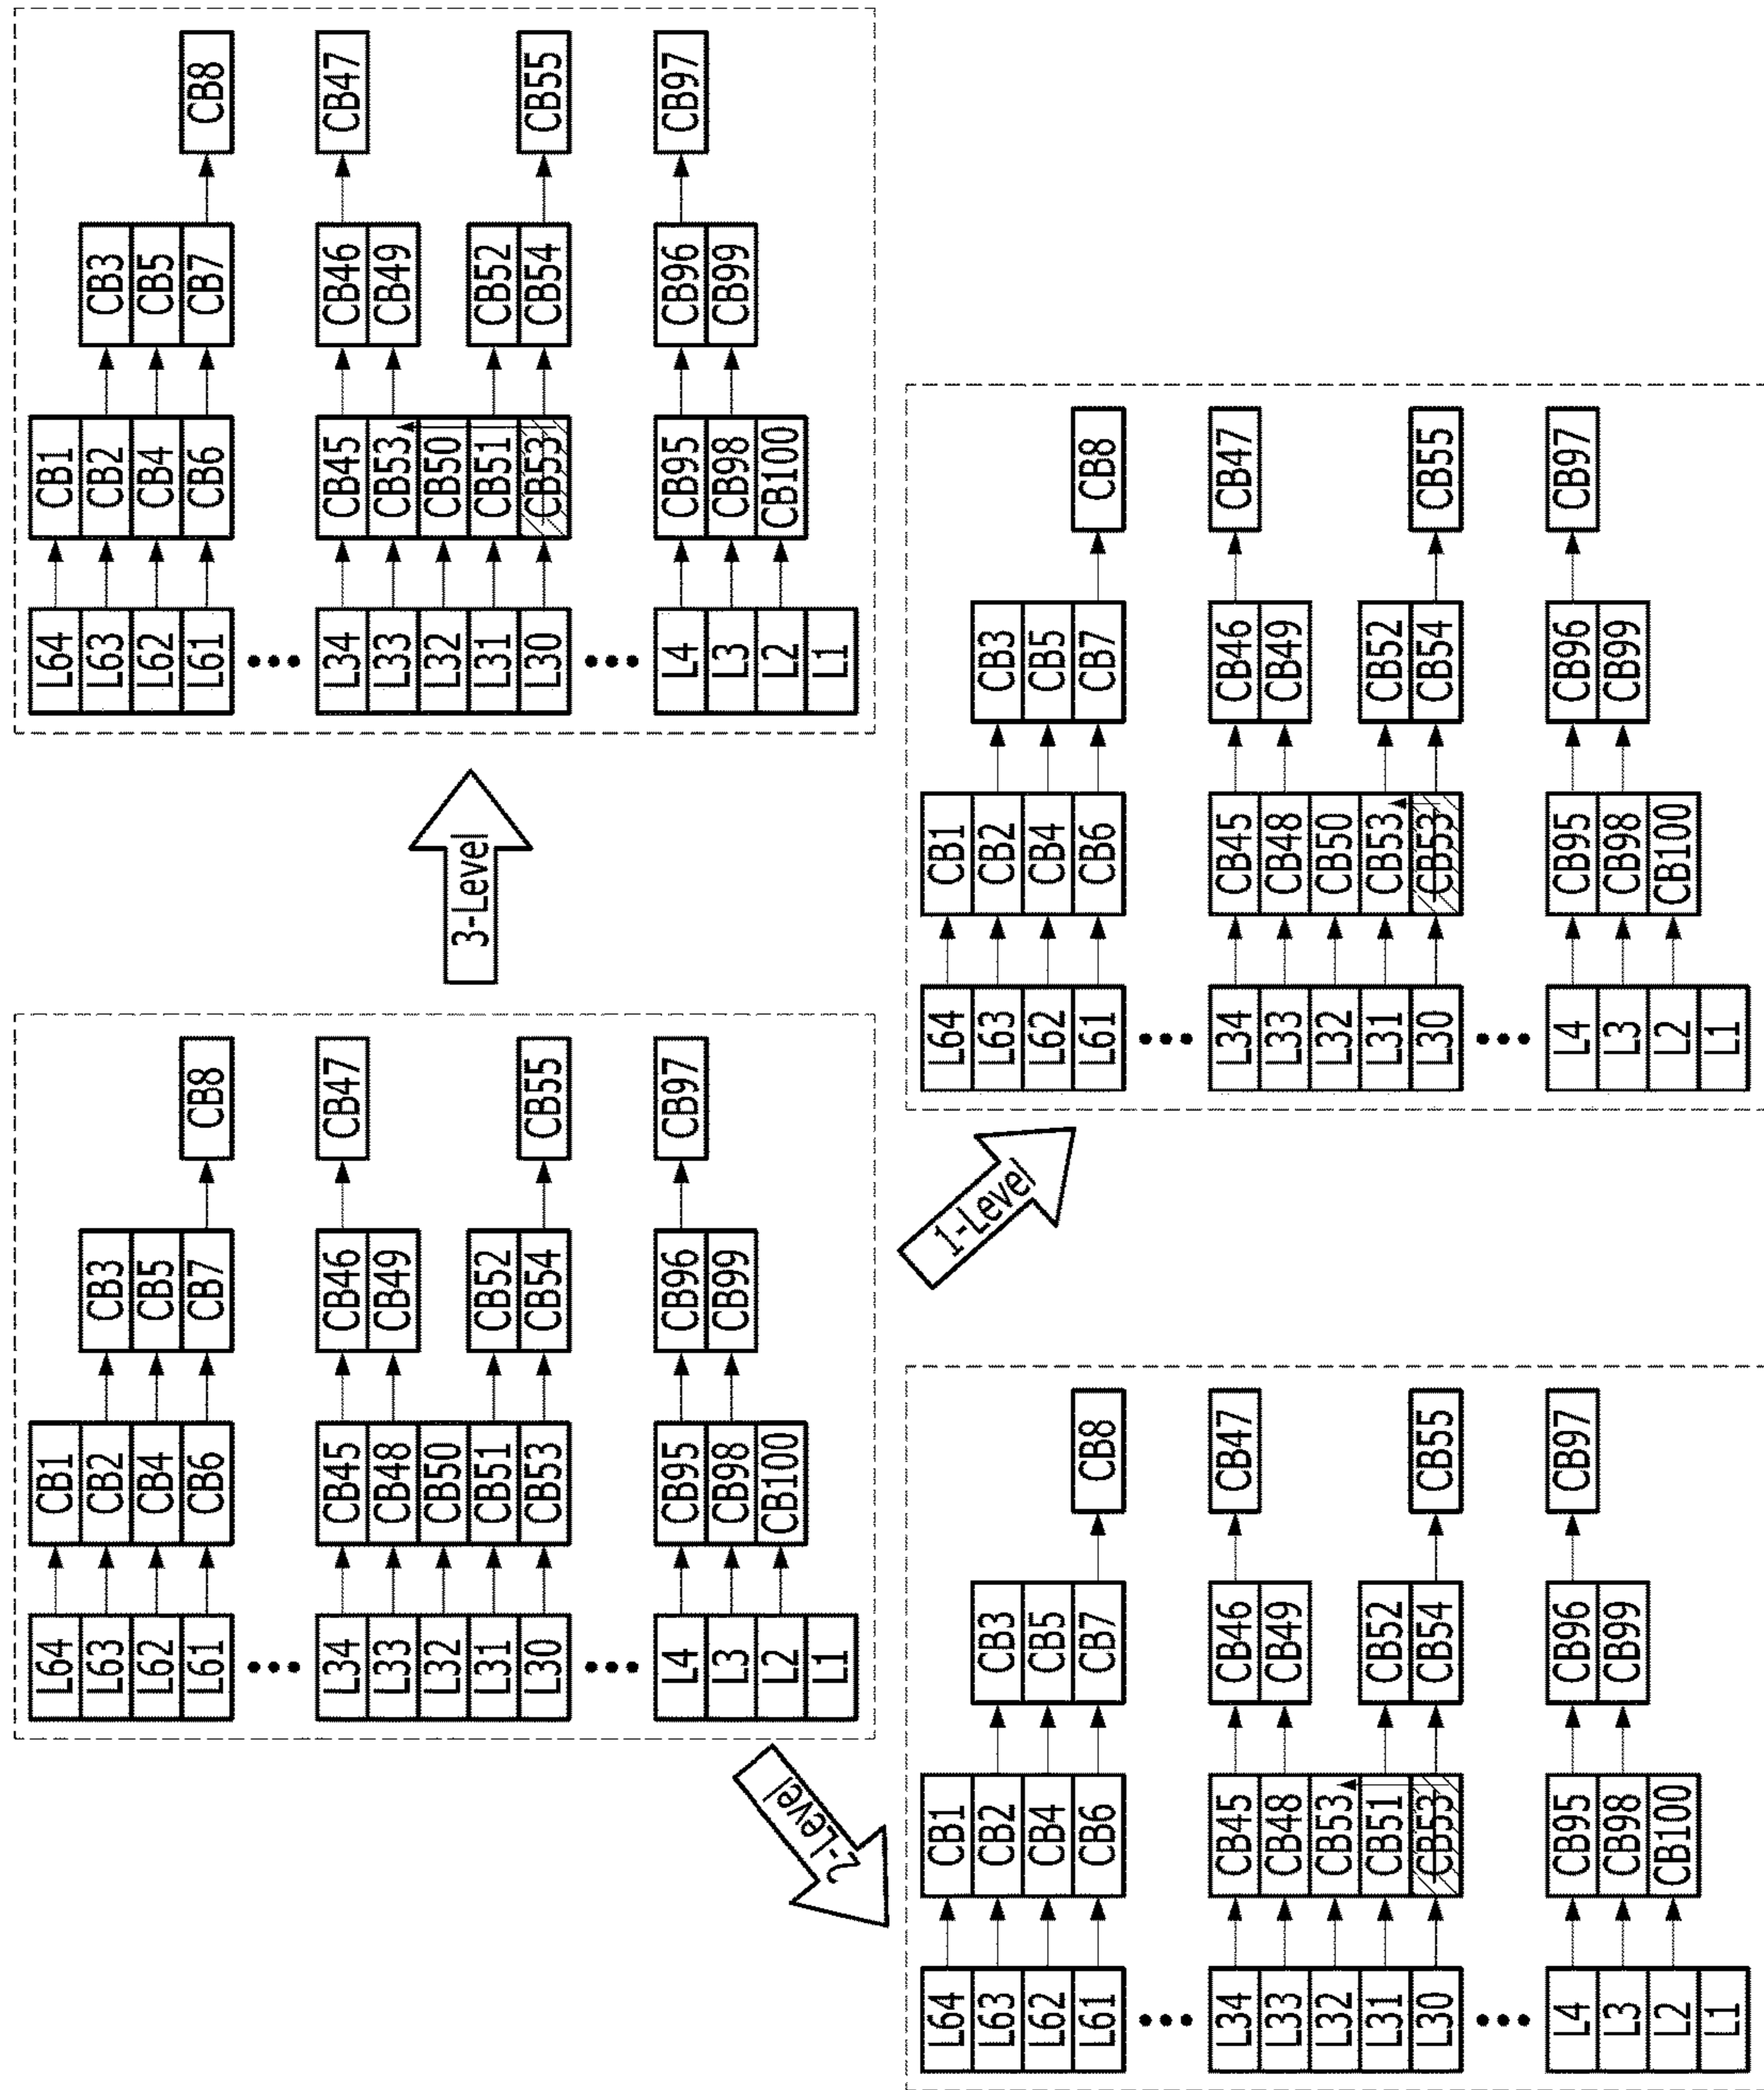 L64 CB1
L63 CB2 CB3
L62 CB4 CB5
L61 CB6 CB7 CB8
L34 CB45 CB46 CB47
L33 CB48 CB49
L32 CB50
L31 CB51 CB52
L30 CB53 CB54 CB55
L4 CB95 CB96 CB97
L3 CB98 CB99
L2 CB100
L1
3-Level
L64 CB1
L63 CB2 CB3
L62 CB4 CB5
L61 CB6 CB7 CB8
L34 CB45 CB46 CB47
L33 CB53 CB49
L32 CB50
L31 CB51 CB52
L30 CB53 CB54 CB55
L4 CB95 CB96 CB97
L3 CB98 CB99
L2 CB100
L1
2-Level
1-Level
L64 CB1
L63 CB2 CB3
L62 CB4 CB5
L61 CB6 CB7 CB8
L34 CB45 CB46 CB47
L33 CB48 CB49
L32 CB53
L31 CB51 CB52
L30 CB53 CB54 CB55
L4 CB95 CB96 CB97
L3 CB98 CB99
L2 CB100
L1
L64 CB1
L63 CB2 CB3
L62 CB4 CB5
L61 CB6 CB7 CB8
L34 CB45 CB46 CB47
L33 CB48 CB49
L32 CB50
L31 CB53 CB52
L30 CB53 CB54 CB55
L4 CB95 CB96 CB97
L3 CB98 CB99
L2 CB100
L1